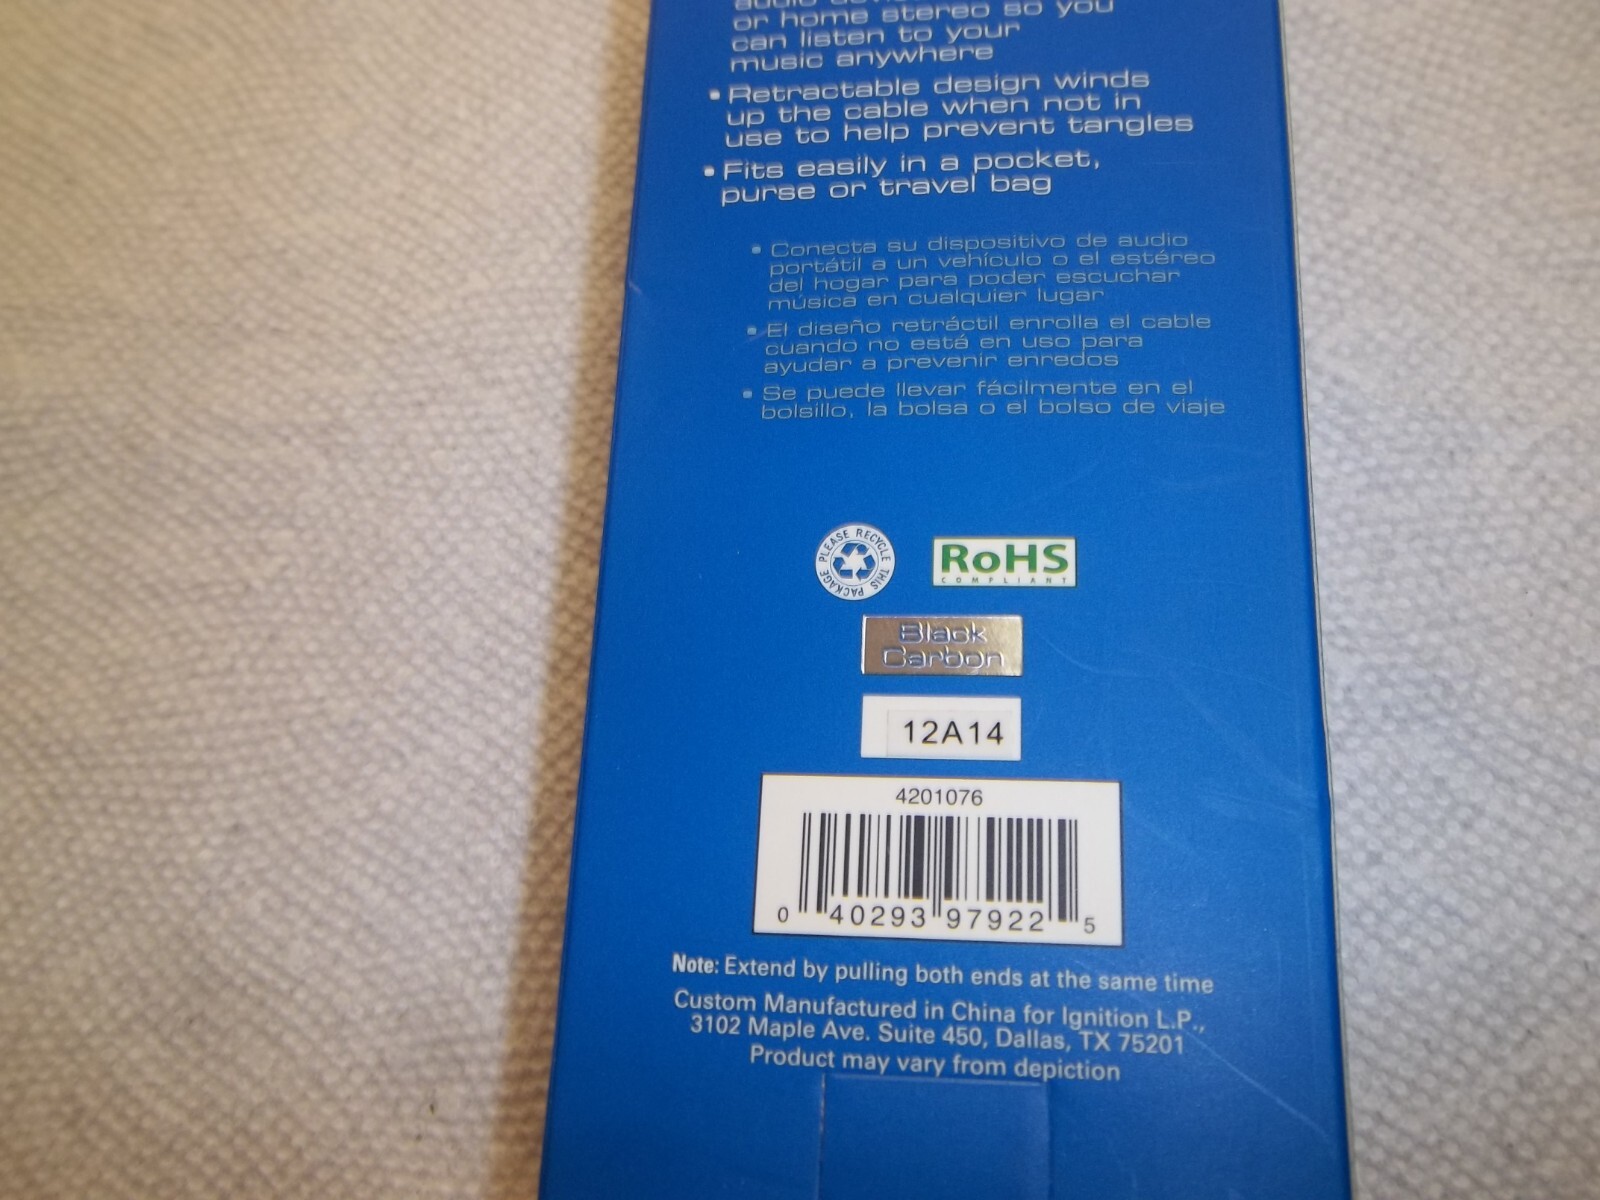 audio
or home stereo so you
can listen to your
music anywhere
• Retractable design winds
up the cable when not in
use to help prevent tangles
• Fits easily in a pocket,
purse or travel bag
• Conecta su dispositivo de audio
portátil a un vehículo o el estéreo
del hogar para poder escuchar
música en cualquier lugar
• El diseño retráctil enrolla el cable
cuando no está en uso para
ayudar a prevenir enredos
• Se puede llevar fácilmente en el
bolsillo, la bolsa o el bolso de viaje
PLEASE RECYCLE THIS PACKAGE
RoHS
COMPLIANT
Black
Carbon
12A14
4201076
0 40293 97922 5
Note: Extend by pulling both ends at the same time
Custom Manufactured in China for Ignition L.P.,
3102 Maple Ave. Suite 450, Dallas, TX 75201
Product may vary from depiction